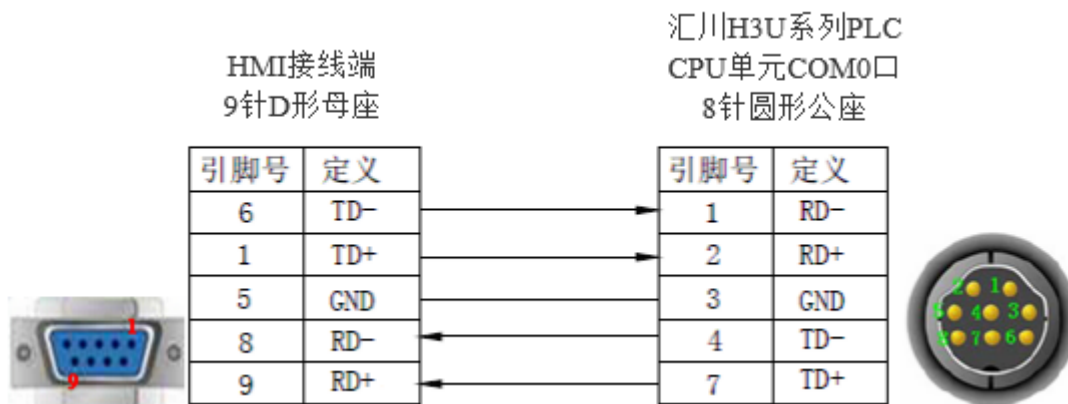 汇川H3U系列PLC
HMI接线端 CPU单元COM0口
9针D形母座 8针圆形公座
引脚号 定义 引脚号 定义
6 TD- 1 RD-
1 TD+ 2 RD+
5 GND 3 GND
8 RD- 4 TD-
9 RD+ 7 TD+
1
9
2 1
5 4 3
8 7 6